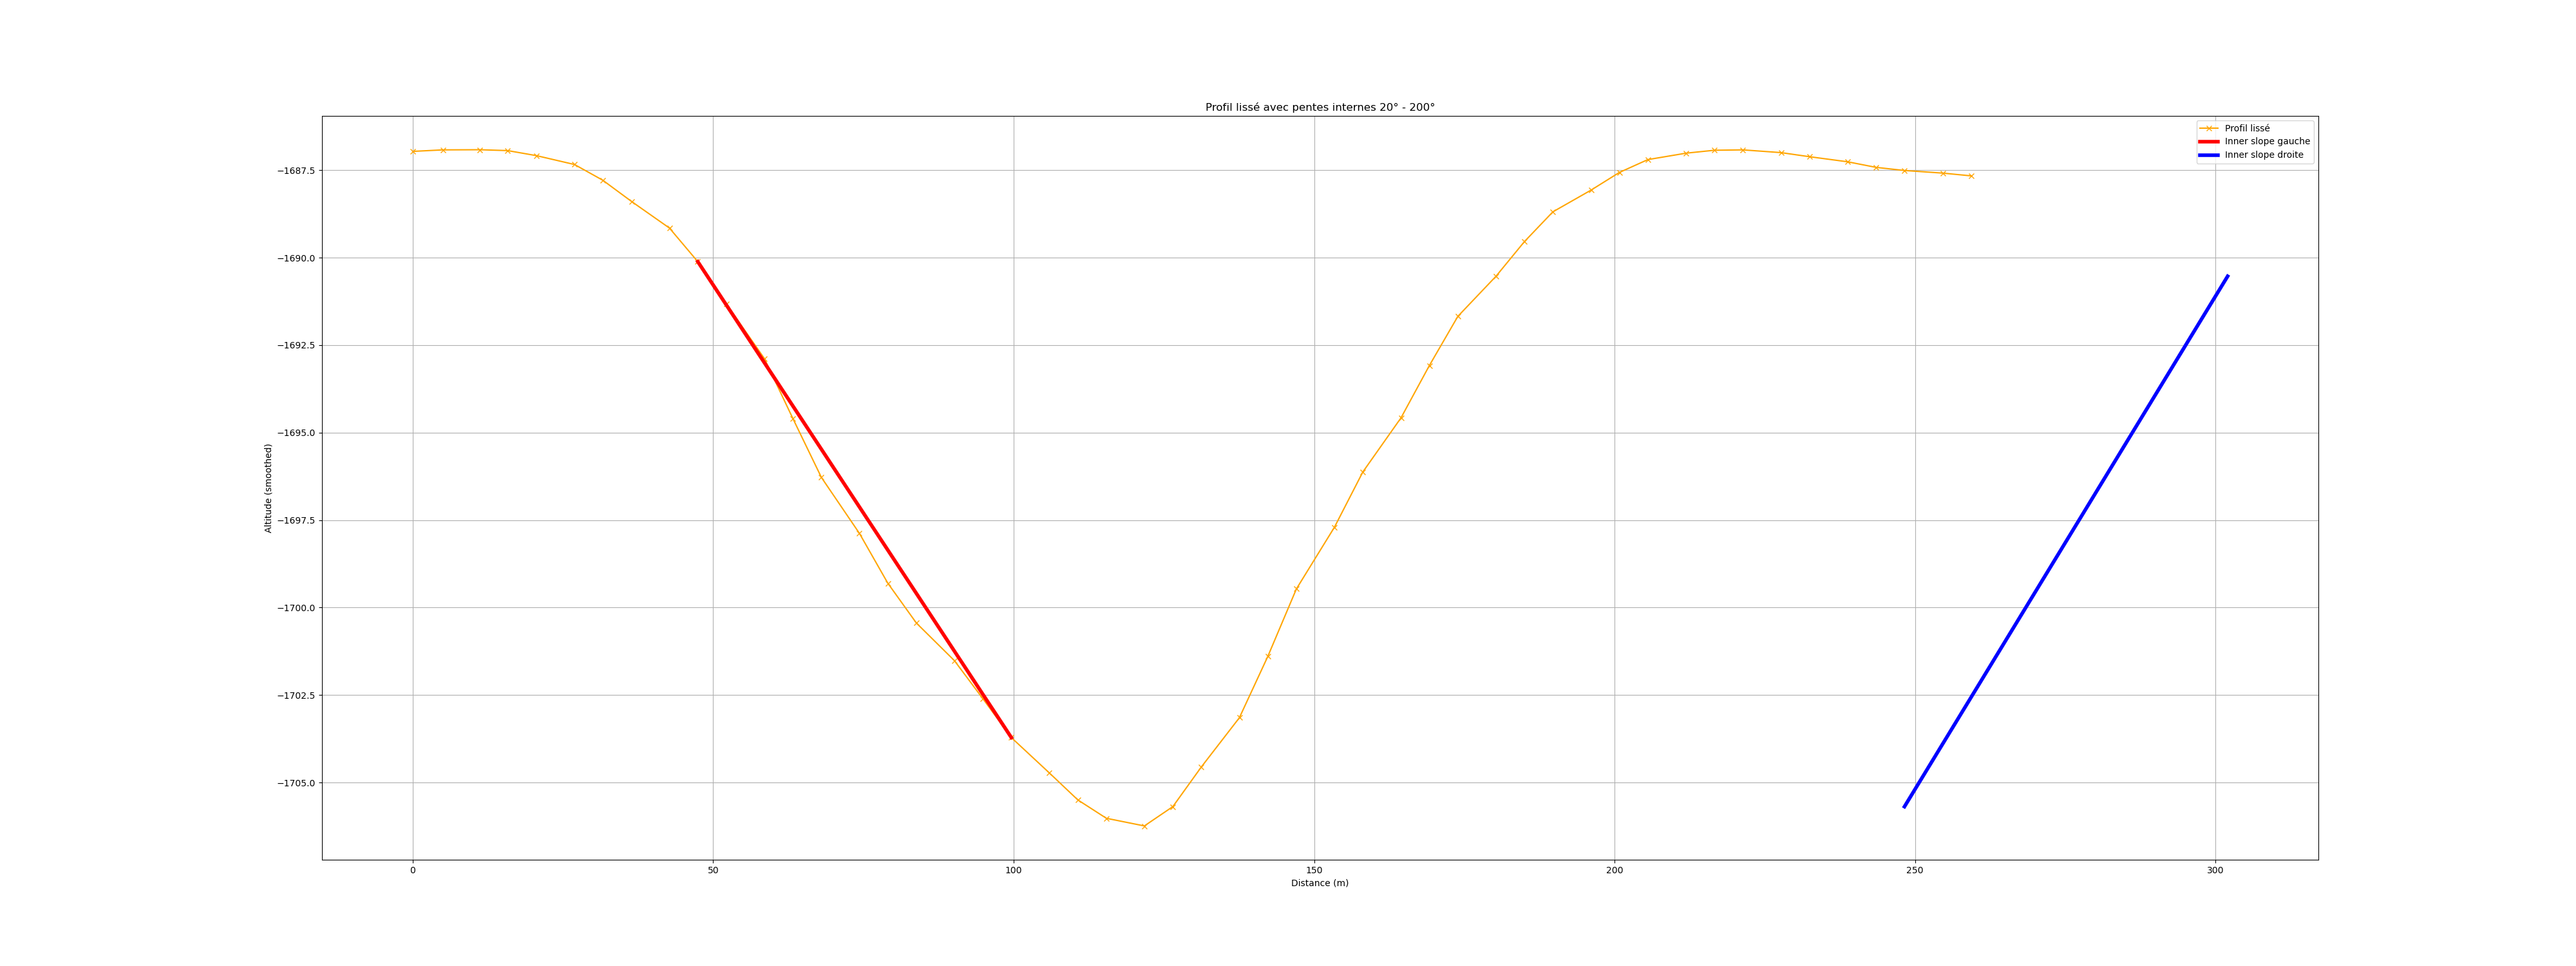 Profil lissé avec pentes internes 20° - 200°
Profil lissé
Inner slope gauche
Inner slope droite
−1687.5
−1690.0
−1692.5
−1695.0
−1697.5
−1700.0
−1702.5
−1705.0
Altitude (smoothed)
0 50 100 150 200 250 300
Distance (m)